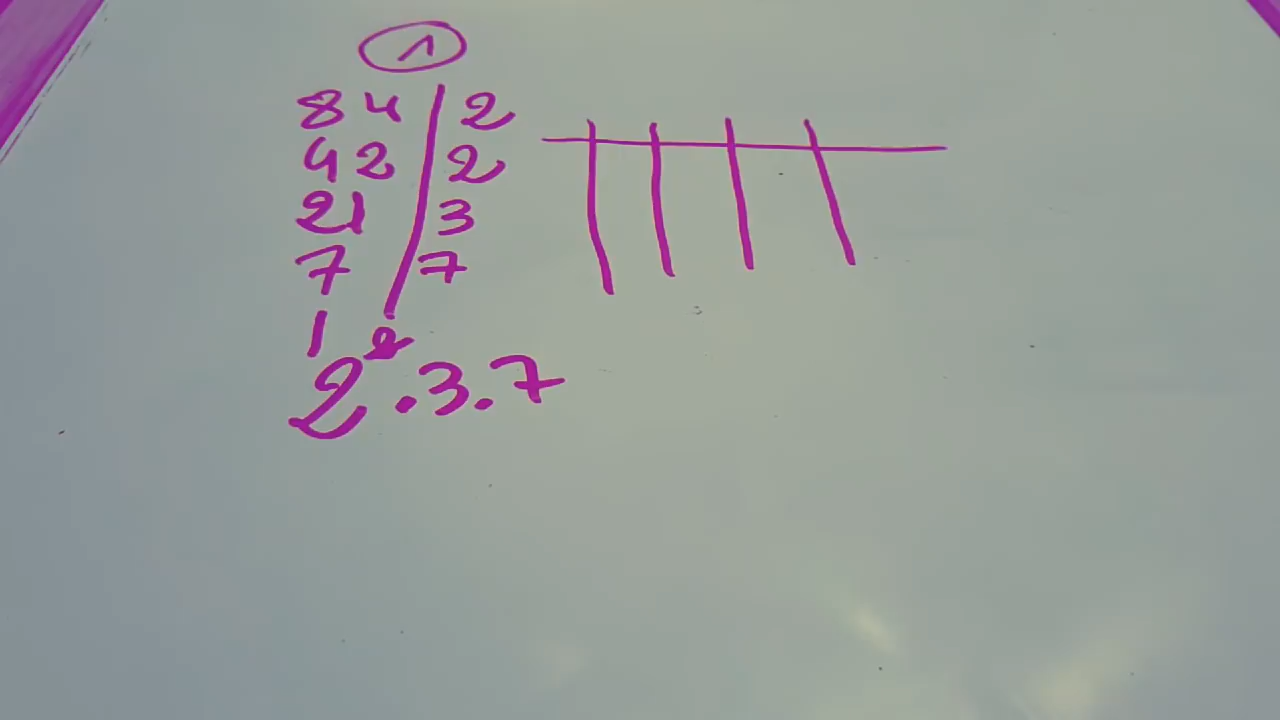 1
84 | 2
42 | 2
21 | 3
7 | 7
1
2² . 3 . 7